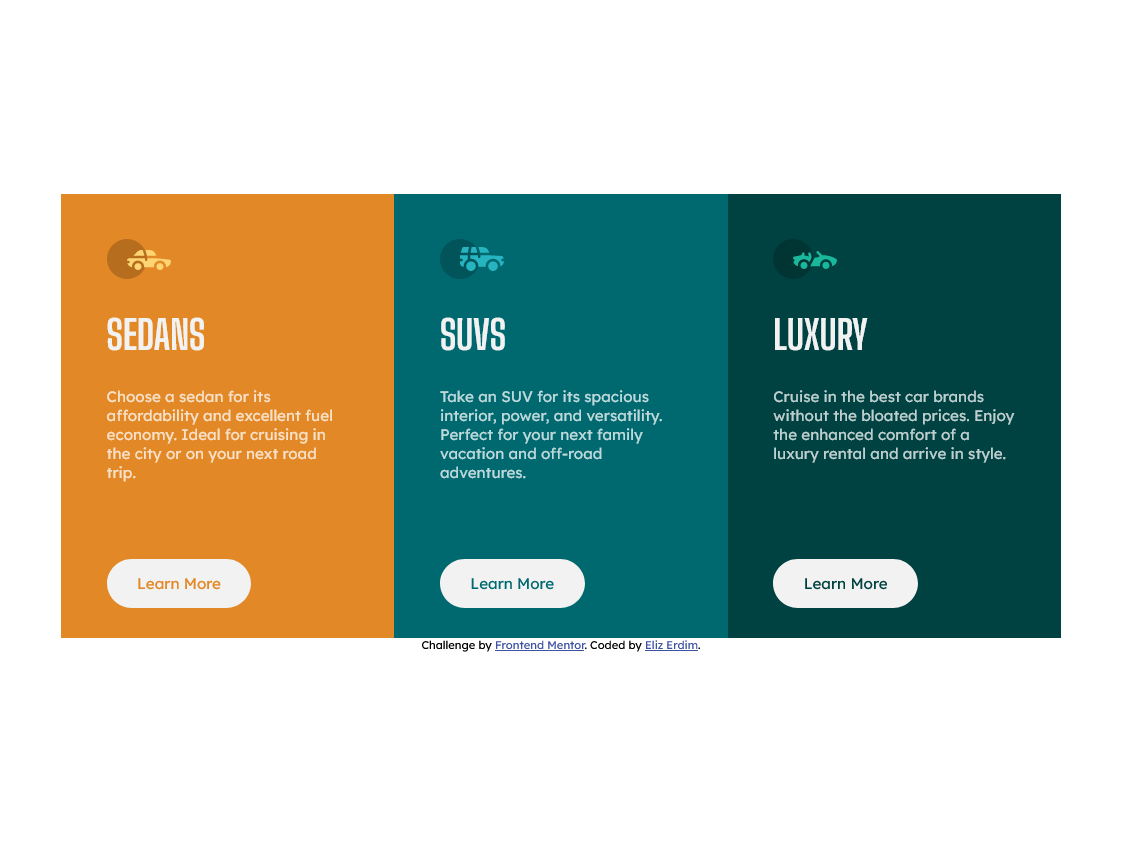 SEDANS
Choose a sedan for its
affordability and excellent fuel
economy. Ideal for cruising in
the city or on your next road
trip.
Learn More
SUVS
Take an SUV for its spacious
interior, power, and versatility.
Perfect for your next family
vacation and off-road
adventures.
Learn More
LUXURY
Cruise in the best car brands
without the bloated prices. Enjoy
the enhanced comfort of a
luxury rental and arrive in style.
Learn More
Challenge by Frontend Mentor. Coded by Eliz Erdim.